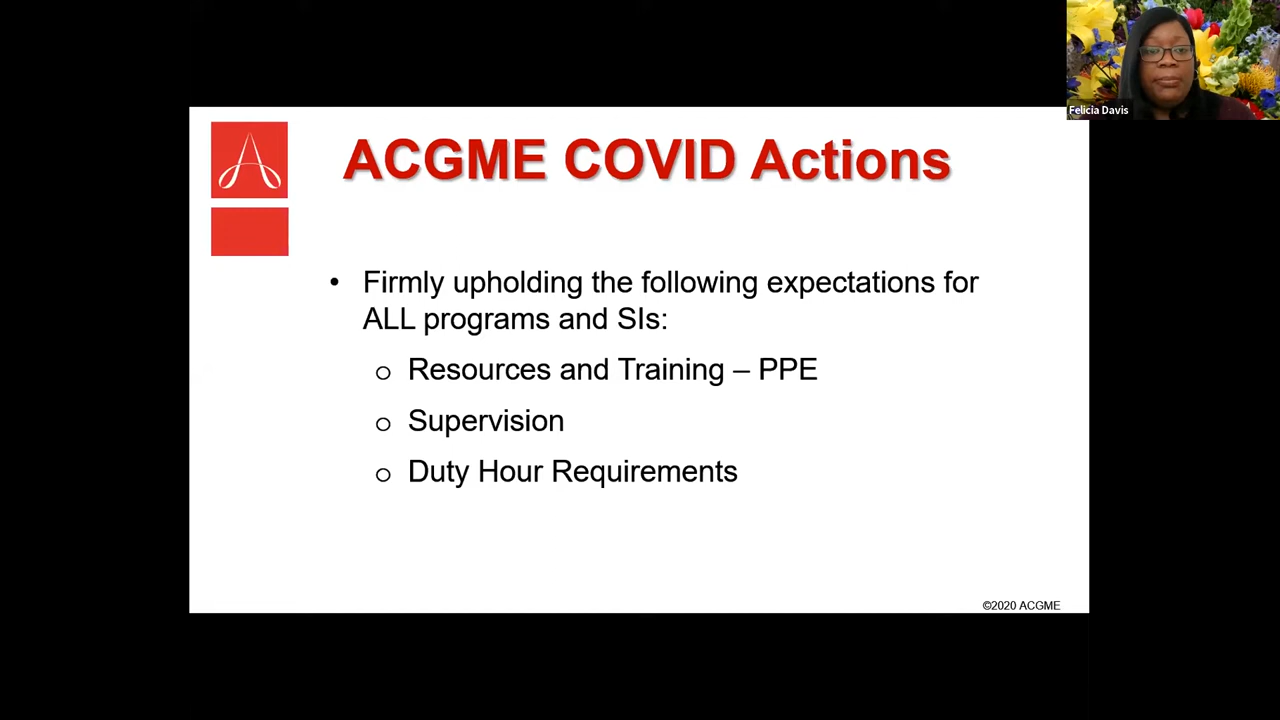 Felicia Davis
ACGME COVID Actions
• Firmly upholding the following expectations for
ALL programs and SIs:
o Resources and Training – PPE
o Supervision
o Duty Hour Requirements
©2020 ACGME